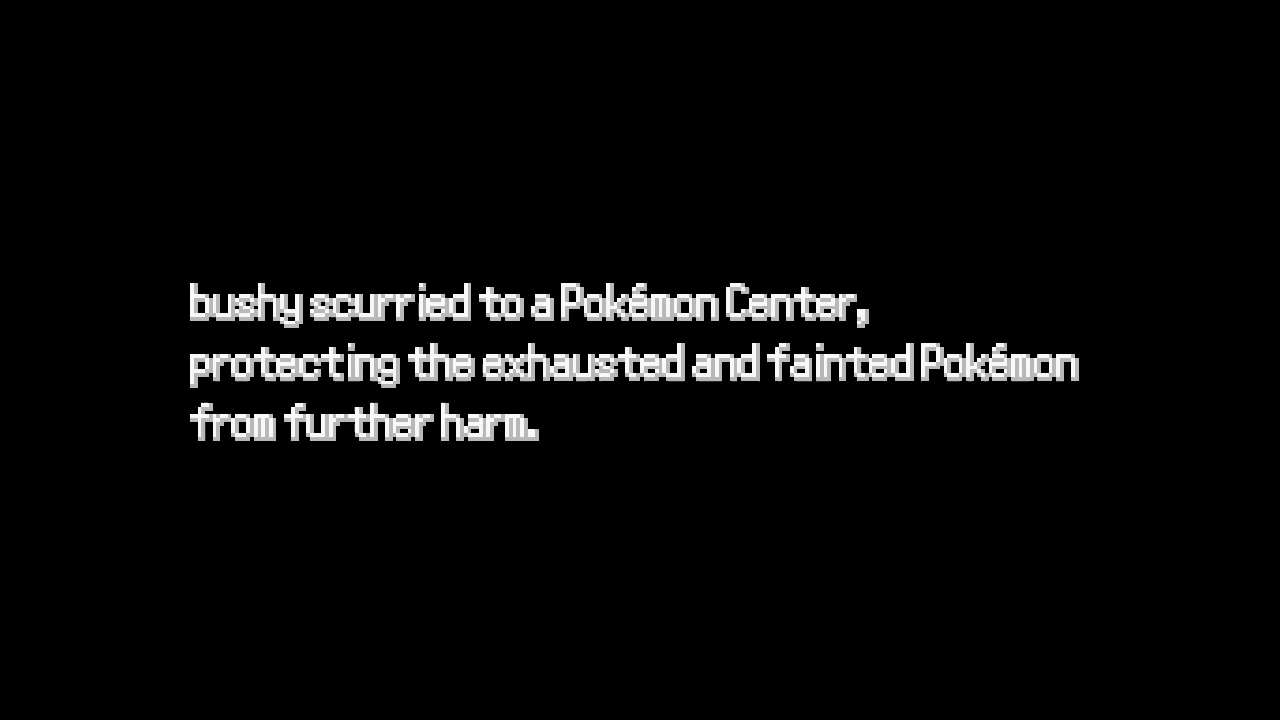 bushy scurried to a Pokémon Center,
protecting the exhausted and fainted Pokémon
from further harm.